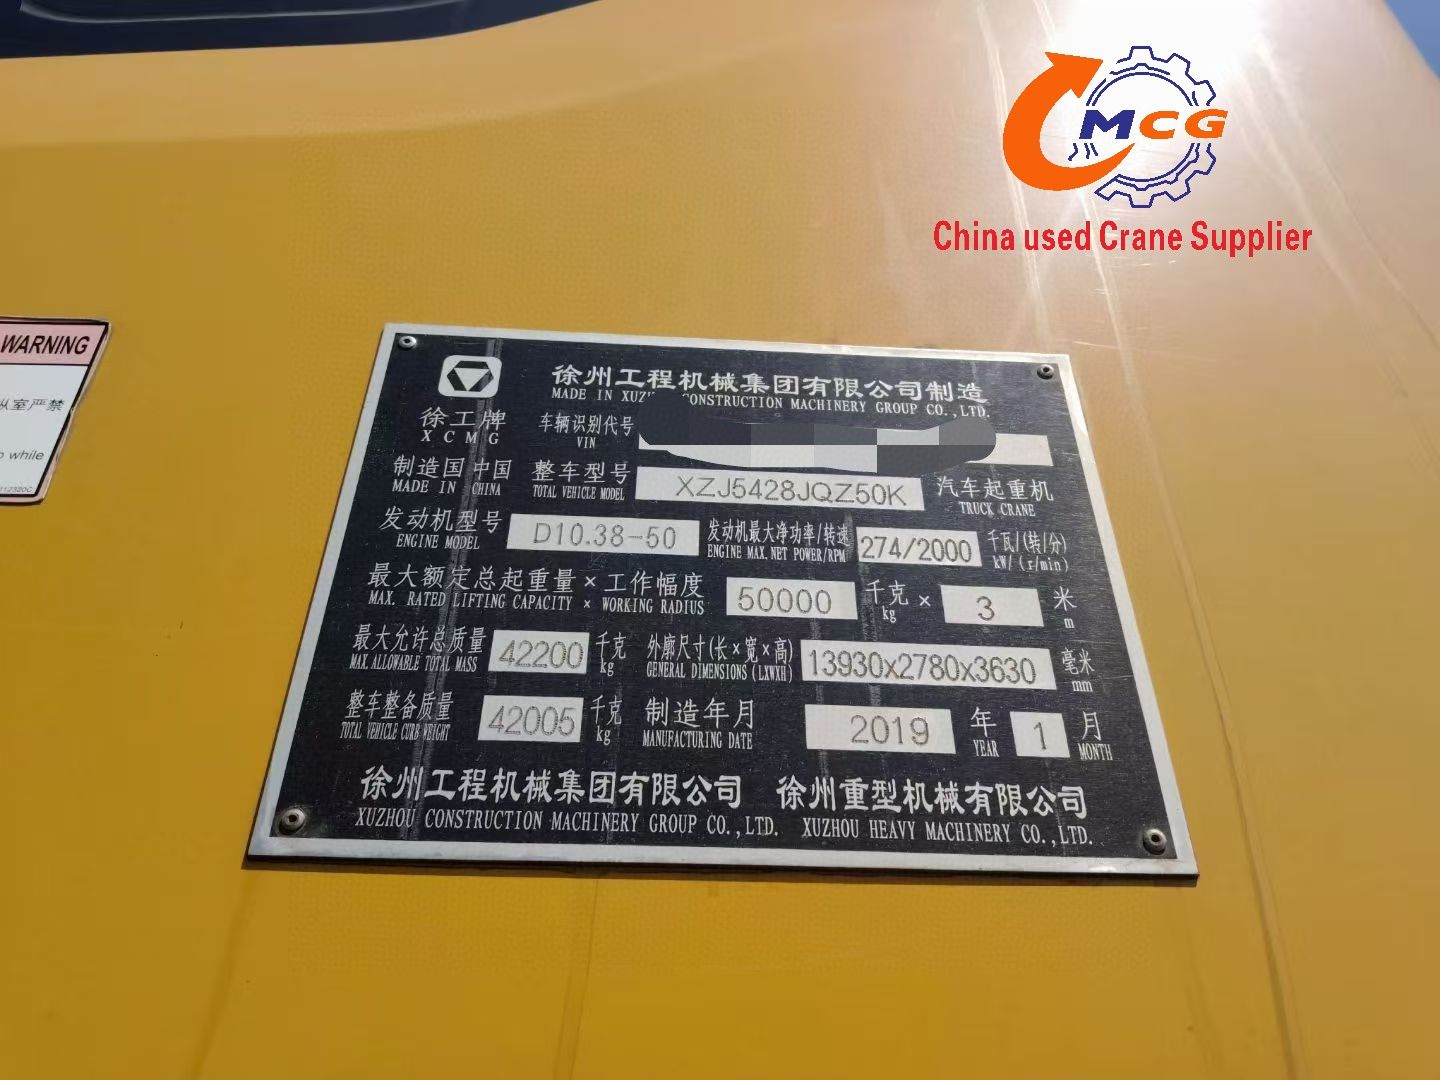 MCG
China used Crane Supplier
WARNING
纵室严禁
while
徐州工程机械集团有限公司制造
MADE IN CONSTRUCTION MACHINERY GROUP CO.,LTD.
徐工牌 车辆识别代号
XCMG VIN
制造国 中国 整车型号 XZJ5428JQZ50K 汽车起重机
MADE IN CHINA TOTAL VEHICLE MODEL TRUCK CRANE
发动机型号 D10.38-50 发动机最大净功率/转速 274/2000 千瓦/(转/分)
ENGINE MODEL ENGINE MAX.NET POWER/RPM kW/(r/min)
最大额定总起重量×工作幅度 50000 千克 × 3 米
MAX. RATED LIFTING CAPACITY × WORKING RADIUS kg m
最大允许总质量 42200 千克 外廓尺寸(长×宽×高) 13930x2780x3630 毫米
MAX.ALLOWABLE TOTAL MASS kg GENERAL DIMENSIONS(LXWXH) mm
整车整备质量 42005 千克 制造年月 2019 年 1 月
TOTAL VEHICLE CURB WEIGHT kg MANUFACTURING DATE YEAR MONTH
徐州工程机械集团有限公司 徐州重型机械有限公司
XUZHOU CONSTRUCTION MACHINERY GROUP CO.,LTD. XUZHOU HEAVY MACHINERY CO.,LTD.